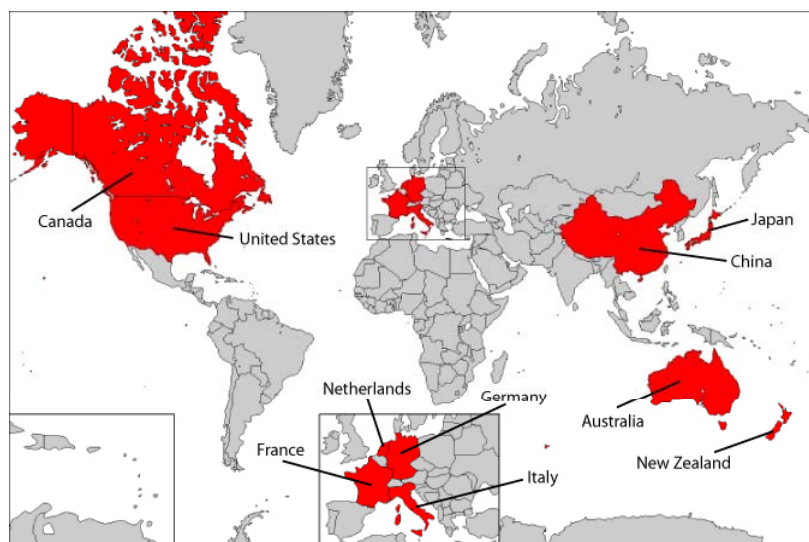 Canada
United States
Japan
China
Netherlands
Germany
Australia
France
New Zealand
Italy